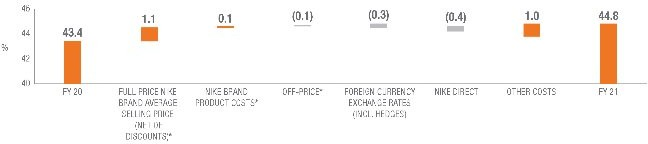 46
44
42
40
%
43.4
1.1
0.1
(0.1)
(0.3)
(0.4)
1.0
44.8
FY 20
FULL PRICE NIKE
BRAND AVERAGE
SELLING PRICE
(NET OF
DISCOUNTS)*
NIKE BRAND
PRODUCT COSTS*
OFF-PRICE*
FOREIGN CURRENCY
EXCHANGE RATES
(INCL. HEDGES)
NIKE DIRECT
OTHER COSTS
FY 21